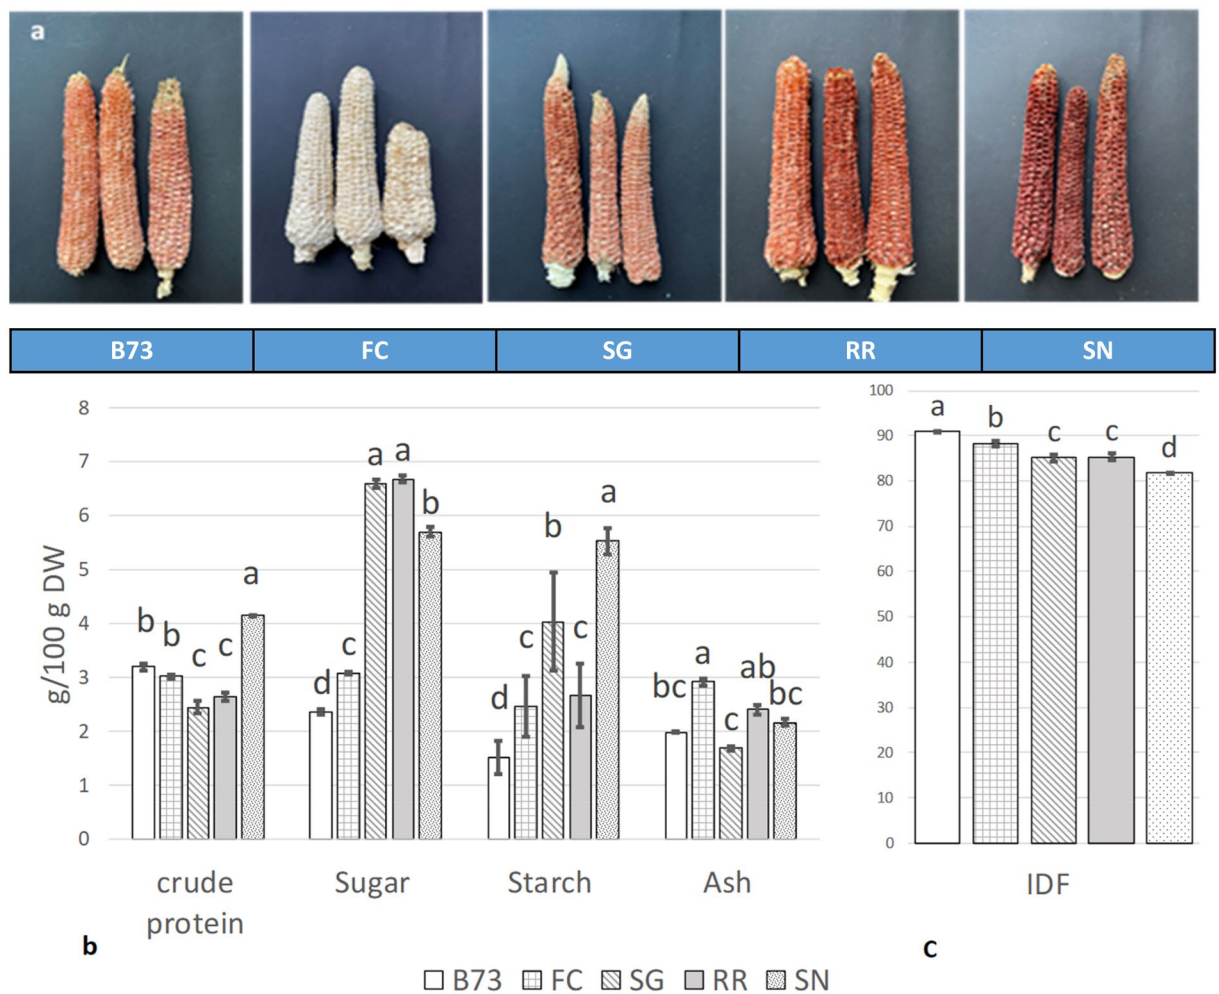 a
B73 FC SG RR SN
8
7
6
5
4
3
2
1
0
g/100 g DW
b b c c a
d c a a b
d c b c a
bc a c ab bc
crude protein
Sugar
Starch
Ash
b
100
90
80
70
60
50
40
30
20
10
0
a b c c d
IDF
c
B73 FC SG RR SN